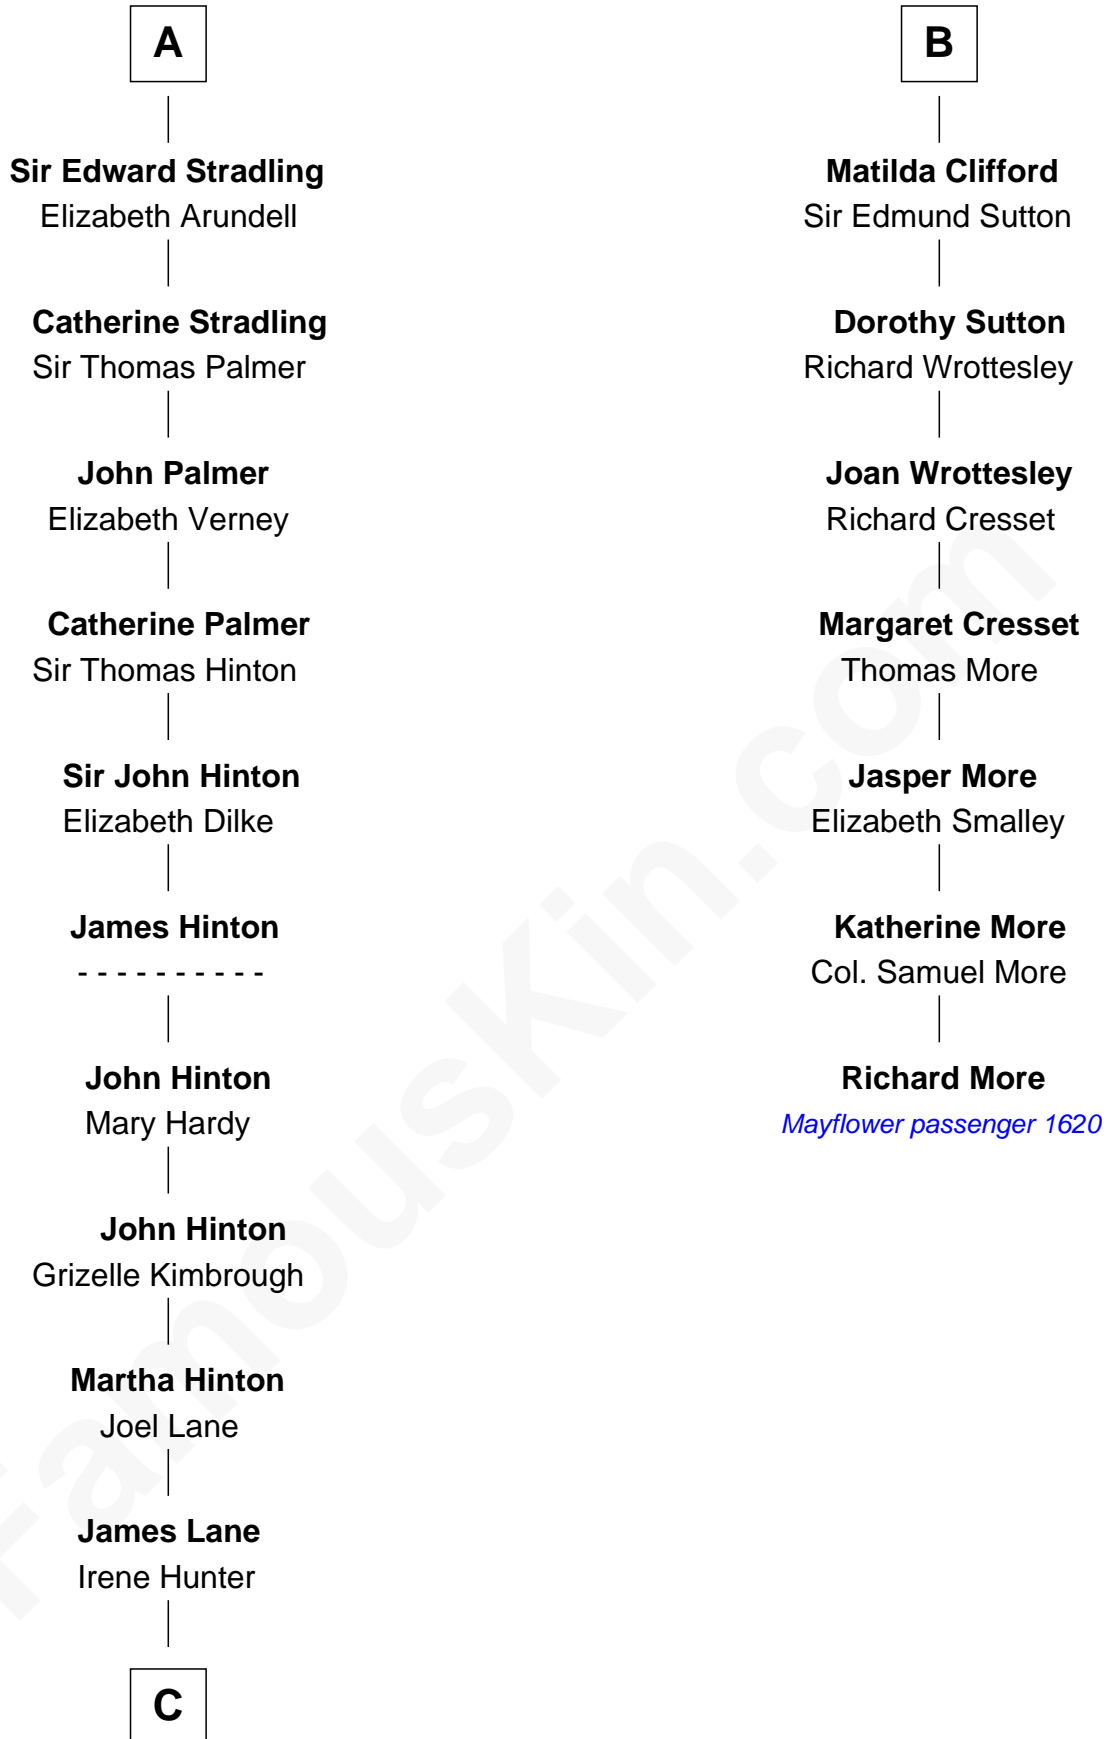 A
Sir Edward Stradling
Elizabeth Arundell
Catherine Stradling
Sir Thomas Palmer
John Palmer
Elizabeth Verney
Catherine Palmer
Sir Thomas Hinton
Sir John Hinton
Elizabeth Dilke
James Hinton
- - - - - - - - - -
John Hinton
Mary Hardy
John Hinton
Grizelle Kimbrough
Martha Hinton
Joel Lane
James Lane
Irene Hunter
C
B
Matilda Clifford
Sir Edmund Sutton
Dorothy Sutton
Richard Wrottesley
Joan Wrottesley
Richard Cresset
Margaret Cresset
Thomas More
Jasper More
Elizabeth Smalley
Katherine More
Col. Samuel More
Richard More
Mayflower passenger 1620
FamousKin.com